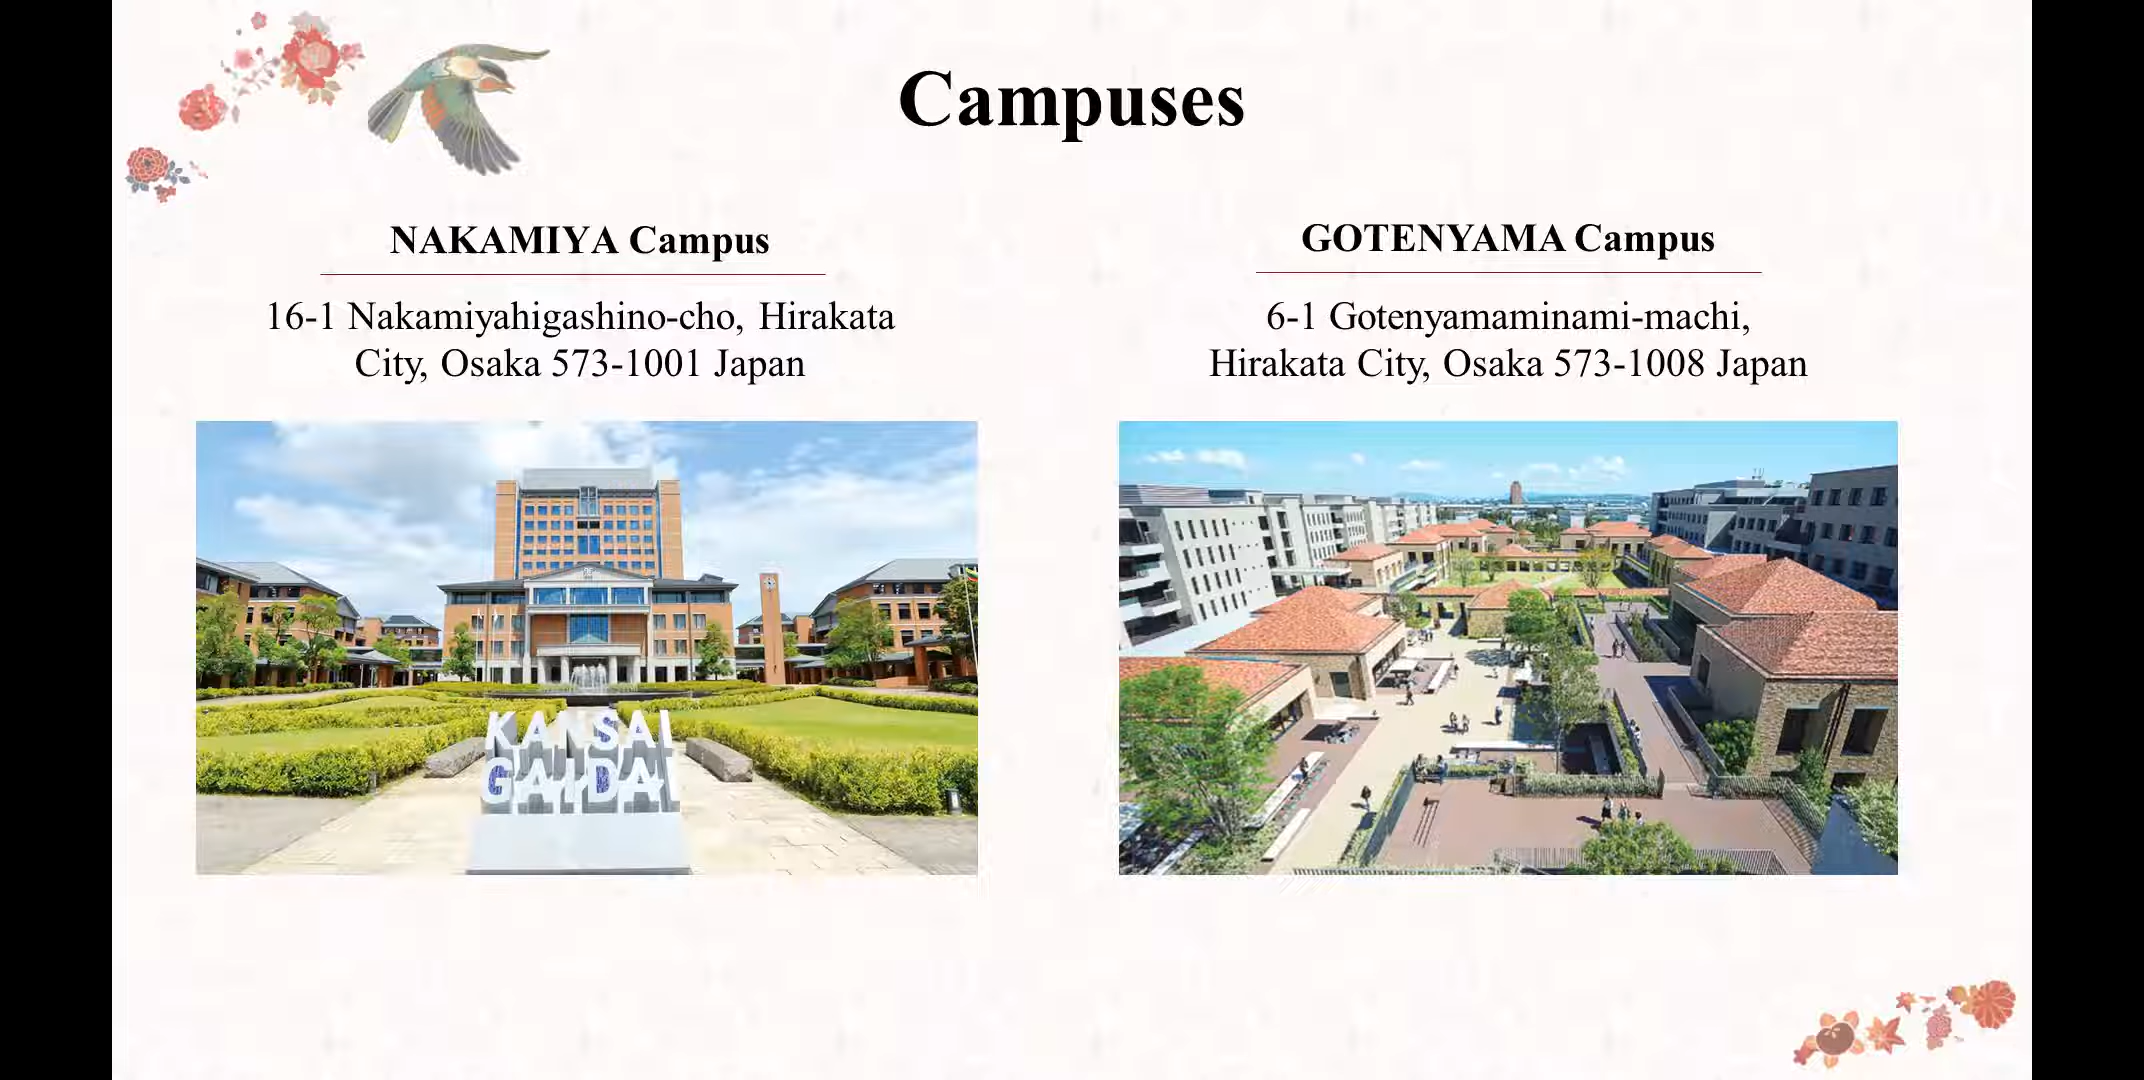 Campuses
NAKAMIYA Campus
16-1 Nakamiyahigashino-cho, Hirakata
City, Osaka 573-1001 Japan
KANSAI
GAIDAI
GOTENYAMA Campus
6-1 Gotenyamaminami-machi,
Hirakata City, Osaka 573-1008 Japan